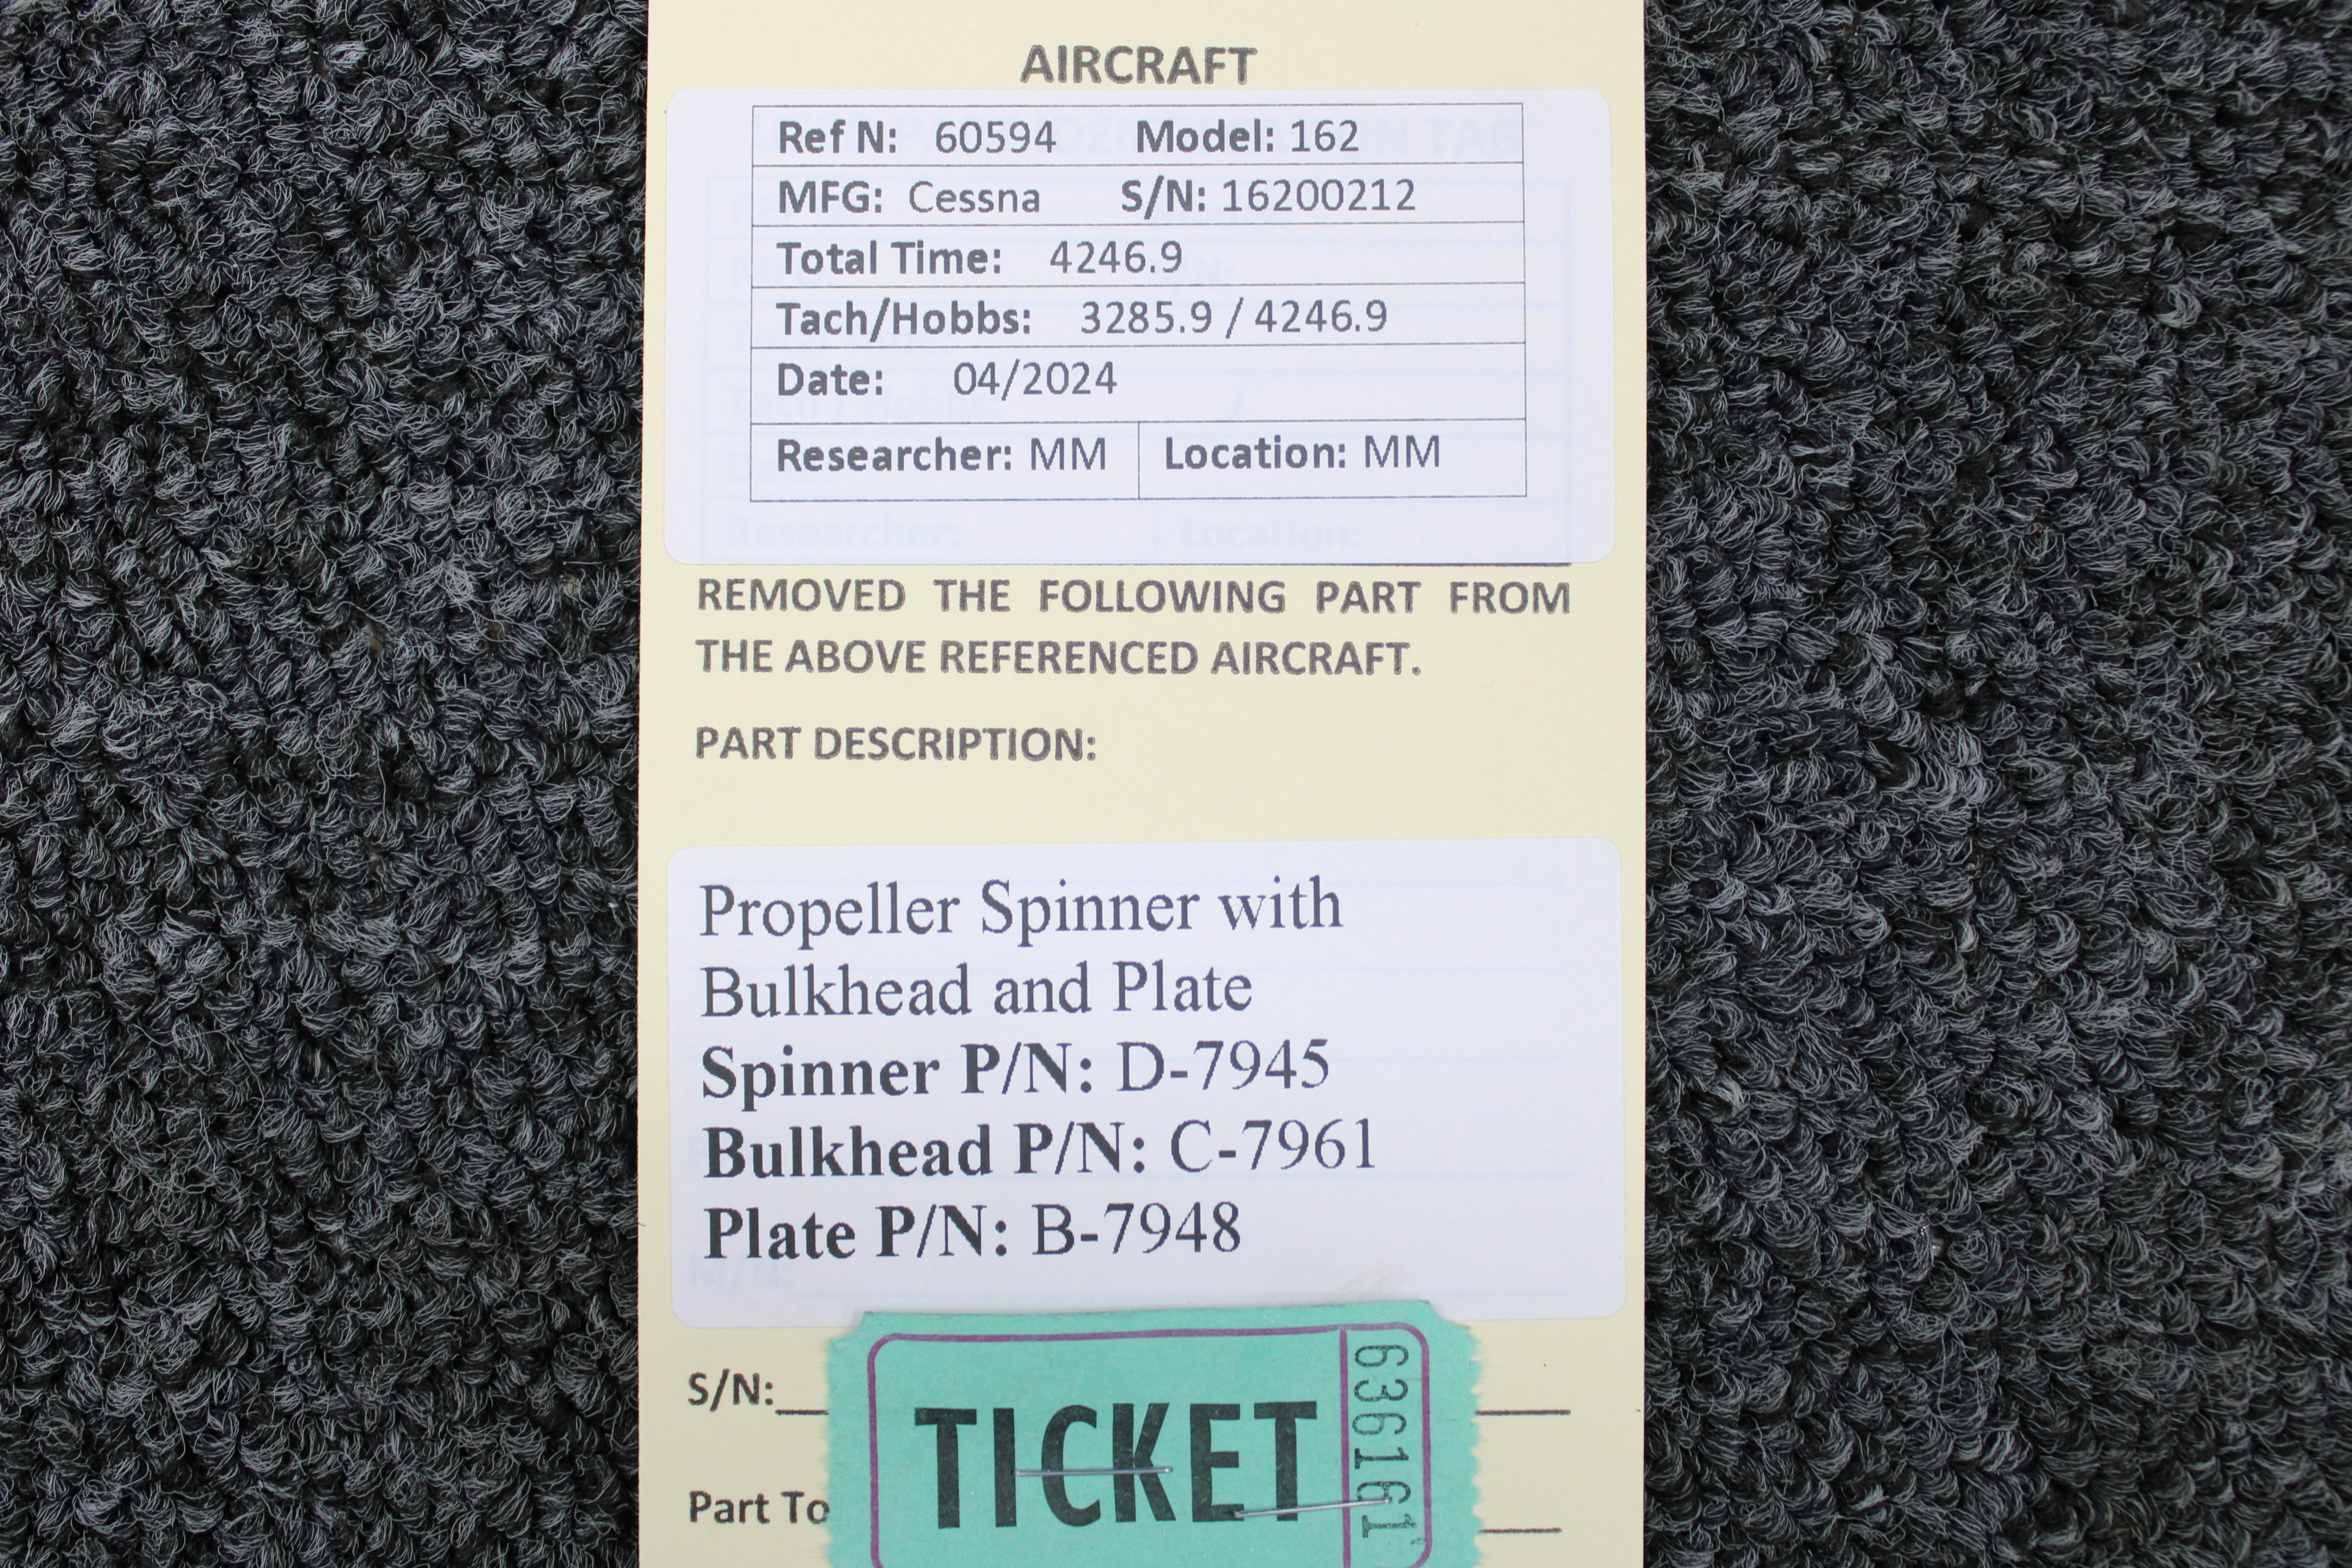 AIRCRAFT
Ref N: 60594 Model: 162
MFG: Cessna S/N: 16200212
Total Time: 4246.9
Tach/Hobbs: 3285.9 / 4246.9
Date: 04/2024
Researcher: MM Location: MM
Researcher: Location:
REMOVED THE FOLLOWING PART FROM
THE ABOVE REFERENCED AIRCRAFT.
PART DESCRIPTION:
Propeller Spinner with
Bulkhead and Plate
Spinner P/N: D-7945
Bulkhead P/N: C-7961
Plate P/N: B-7948
S/N:
TICKET
636161
Part To